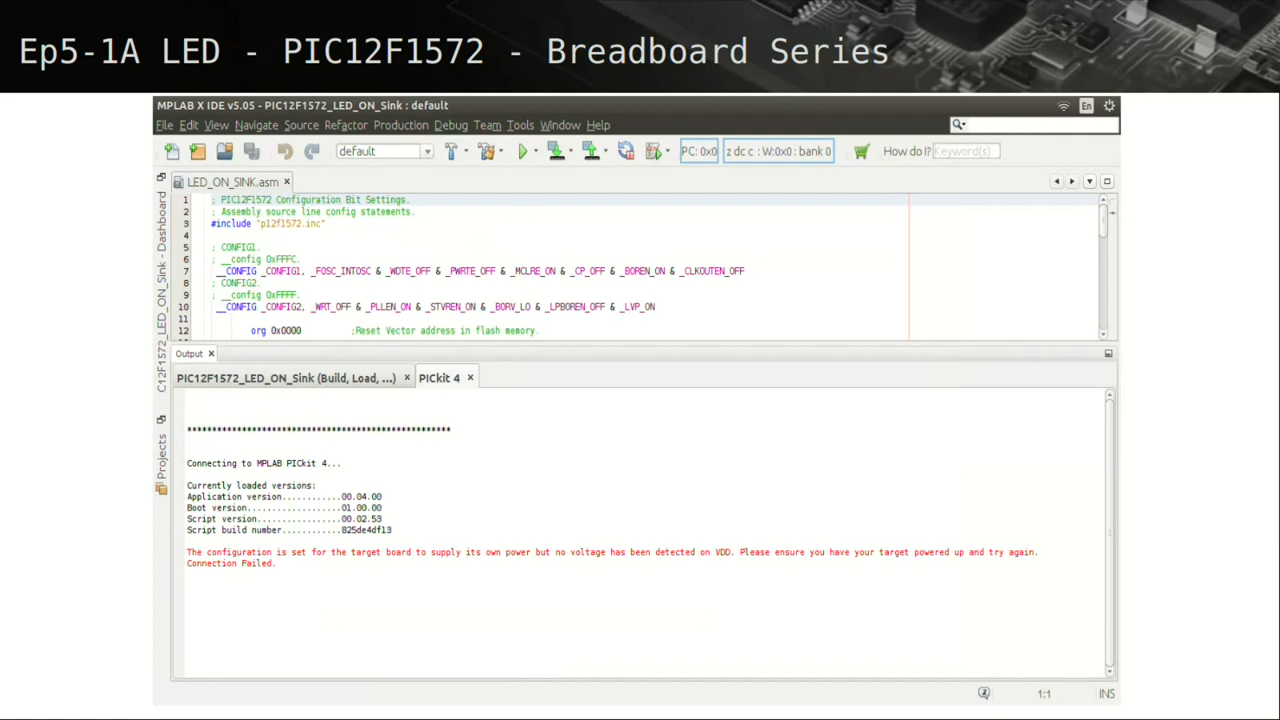 Ep5-1A LED - PIC12F1572 - Breadboard Series
MPLAB X IDE v5.05 - PIC12F1572_LED_ON_Sink : default
En
File Edit View Navigate Source Refactor Production Debug Team Tools Window Help
default
PC: 0x0
z dc c : W:0x0 : bank 0
How do I?
Keyword(s)
LED_ON_SINK.asm
1 ; PIC12F1572 Configuration Bit Settings.
2 ; Assembly source line config statements.
3 #include "p12f1572.inc"
4
5 ; CONFIG1.
6 ; __config 0xFFFC.
7 __CONFIG _CONFIG1, _FOSC_INTOSC & _WDTE_OFF & _PWRTE_OFF & _MCLRE_ON & _CP_OFF & _BOREN_ON & _CLKOUTEN_OFF
8 ; CONFIG2.
9 ; __config 0xFFFF.
10 __CONFIG _CONFIG2, _WRT_OFF & _PLLEN_ON & _STVREN_ON & _BORV_LO & _LPBOREN_OFF & _LVP_ON
11
12 org 0x0000 ;Reset Vector address in flash memory.
C12F1572_LED_ON_Sink - Dashboard
Projects
Output
PIC12F1572_LED_ON_Sink (Build, Load, ...)
PICkit 4
*****************************************************
Connecting to MPLAB PICkit 4...
Currently loaded versions:
Application version............00.04.00
Boot version...................01.00.00
Script version.................00.02.53
Script build number............825de4df13
The configuration is set for the target board to supply its own power but no voltage has been detected on VDD. Please ensure you have your target powered up and try again.
Connection Failed.
2
1:1
INS